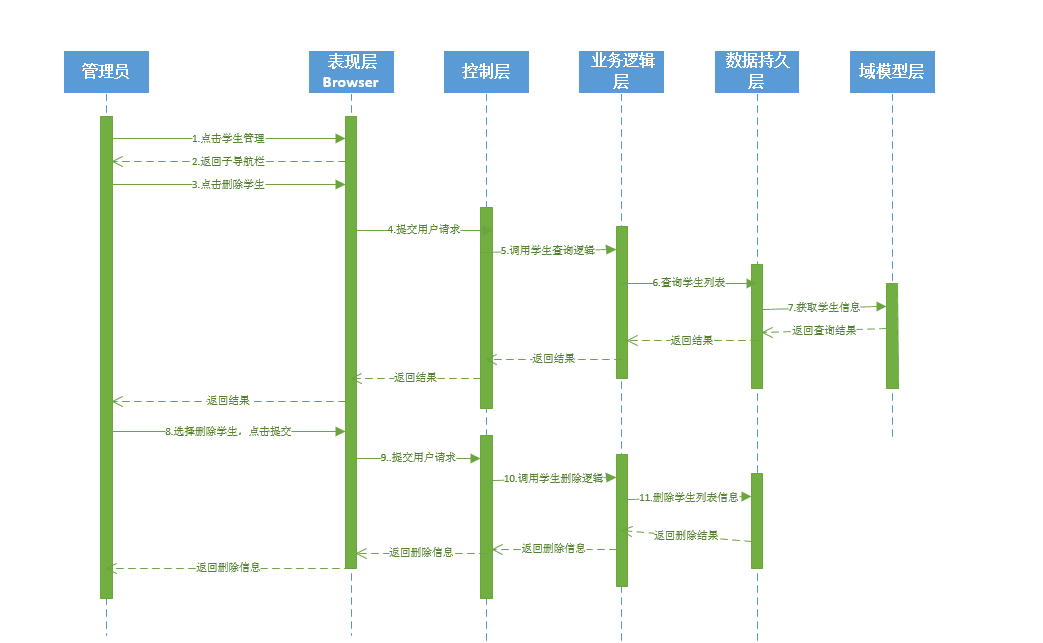 管理员
表现层
Browser
控制层
业务逻辑
层
数据持久
层
域模型层
1.点击学生管理
2.返回子导航栏
3.点击删除学生
4.提交用户请求
5.调用学生查询逻辑
6.查询学生列表
7.获取学生信息
返回查询结果
返回结果
返回结果
返回结果
返回结果
8.选择删除学生，点击提交
9..提交用户请求
10.调用学生删除逻辑
11.删除学生列表信息
返回删除结果
返回删除信息
返回删除信息
返回删除信息